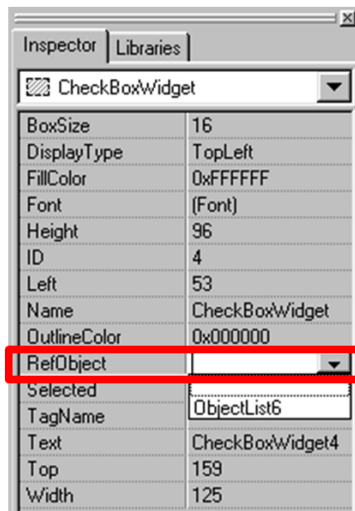 Inspector Libraries
CheckBoxWidget
BoxSize 16
DisplayType TopLeft
FillColor 0xFFFFFF
Font (Font)
Height 96
ID 4
Left 53
Name CheckBoxWidget
OutlineColor 0x000000
RefObject
Selected
ObjectList6
TagName
Text CheckBoxWidget4
Top 159
Width 125